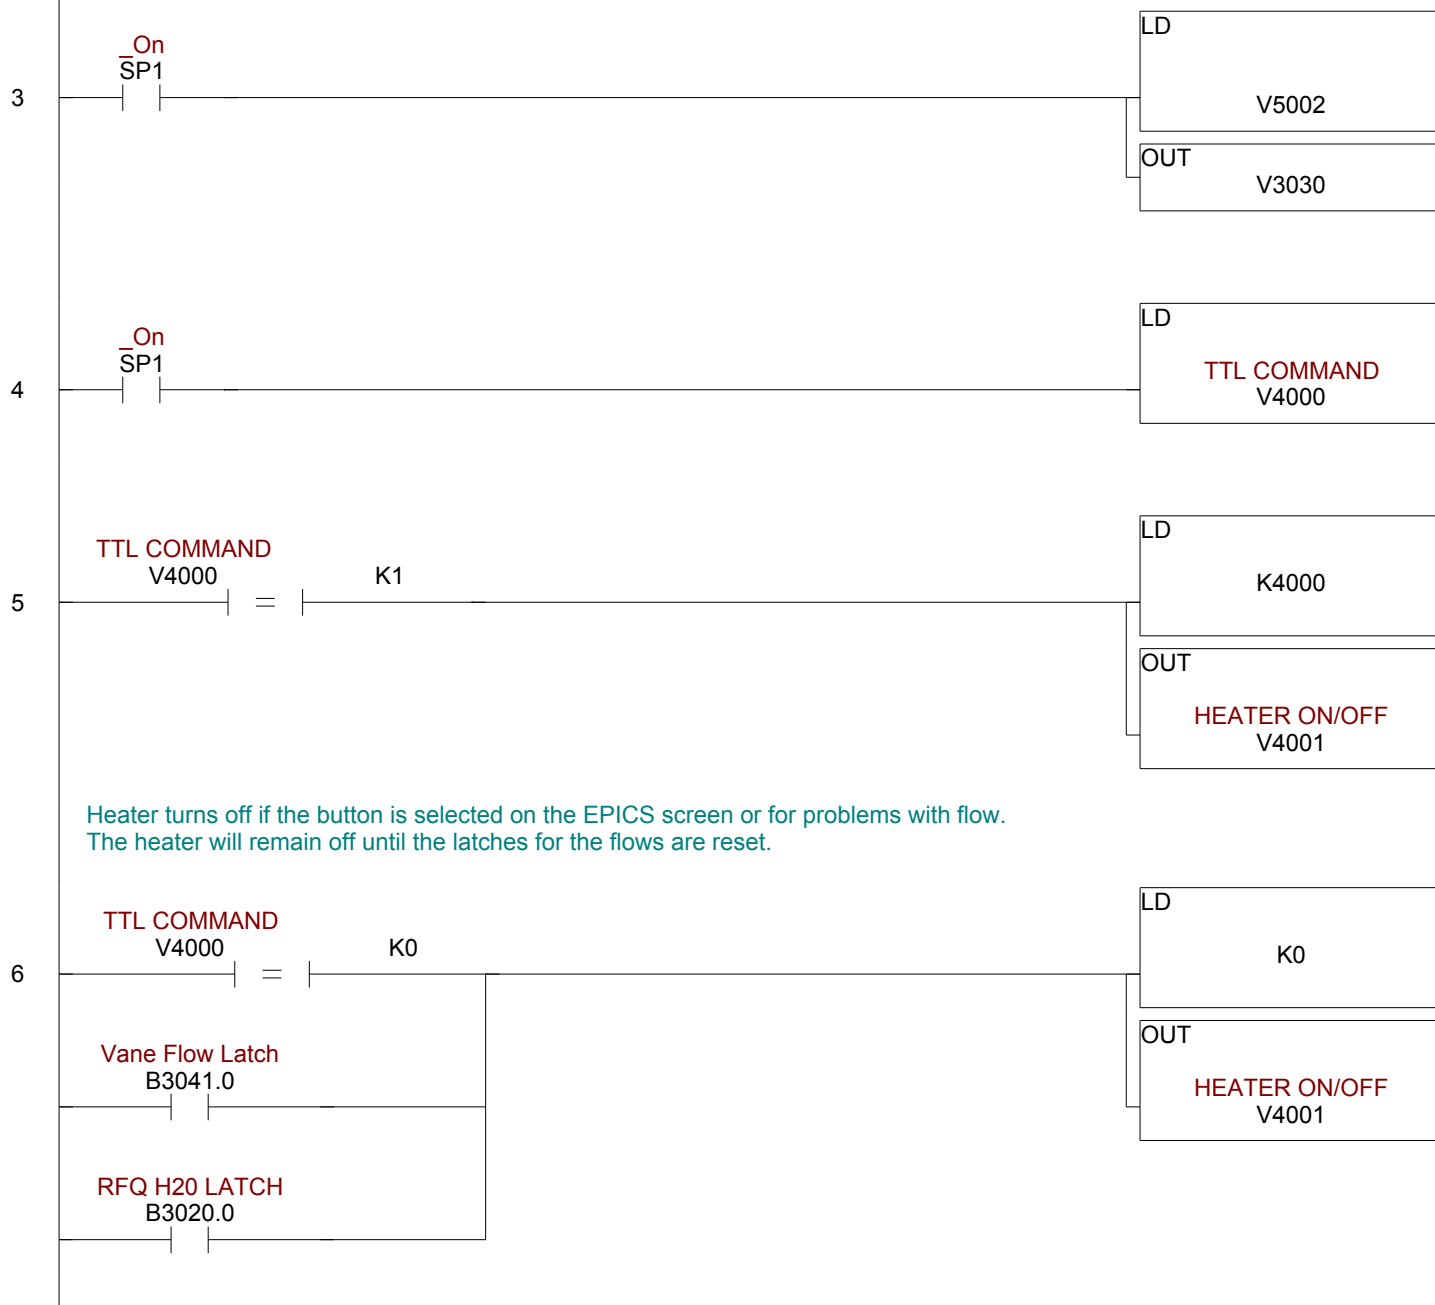 _On
SP1
3
LD
V5002
OUT
V3030
_On
SP1
4
LD
TTL COMMAND
V4000
TTL COMMAND
V4000 = K1
5
LD
K4000
OUT
HEATER ON/OFF
V4001
Heater turns off if the button is selected on the EPICS screen or for problems with flow.
The heater will remain off until the latches for the flows are reset.
TTL COMMAND
V4000 = K0
6
LD
K0
OUT
HEATER ON/OFF
V4001
Vane Flow Latch
B3041.0
RFQ H20 LATCH
B3020.0